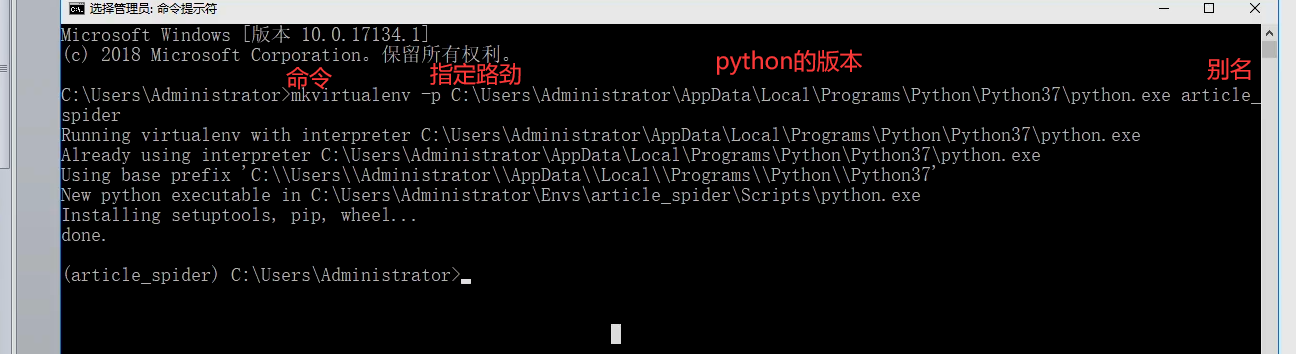 选择管理员: 命令提示符
Microsoft Windows [版本 10.0.17134.1]
(c) 2018 Microsoft Corporation。保留所有权利。
命令 指定路劲 python的版本 别名
C:\Users\Administrator>mkvirtualenv -p C:\Users\Administrator\AppData\Local\Programs\Python\Python37\python.exe article_
spider
Running virtualenv with interpreter C:\Users\Administrator\AppData\Local\Programs\Python\Python37\python.exe
Already using interpreter C:\Users\Administrator\AppData\Local\Programs\Python\Python37\python.exe
Using base prefix 'C:\\Users\\Administrator\\AppData\\Local\\Programs\\Python\\Python37'
New python executable in C:\Users\Administrator\Envs\article_spider\Scripts\python.exe
Installing setuptools, pip, wheel...
done.
(article_spider) C:\Users\Administrator>